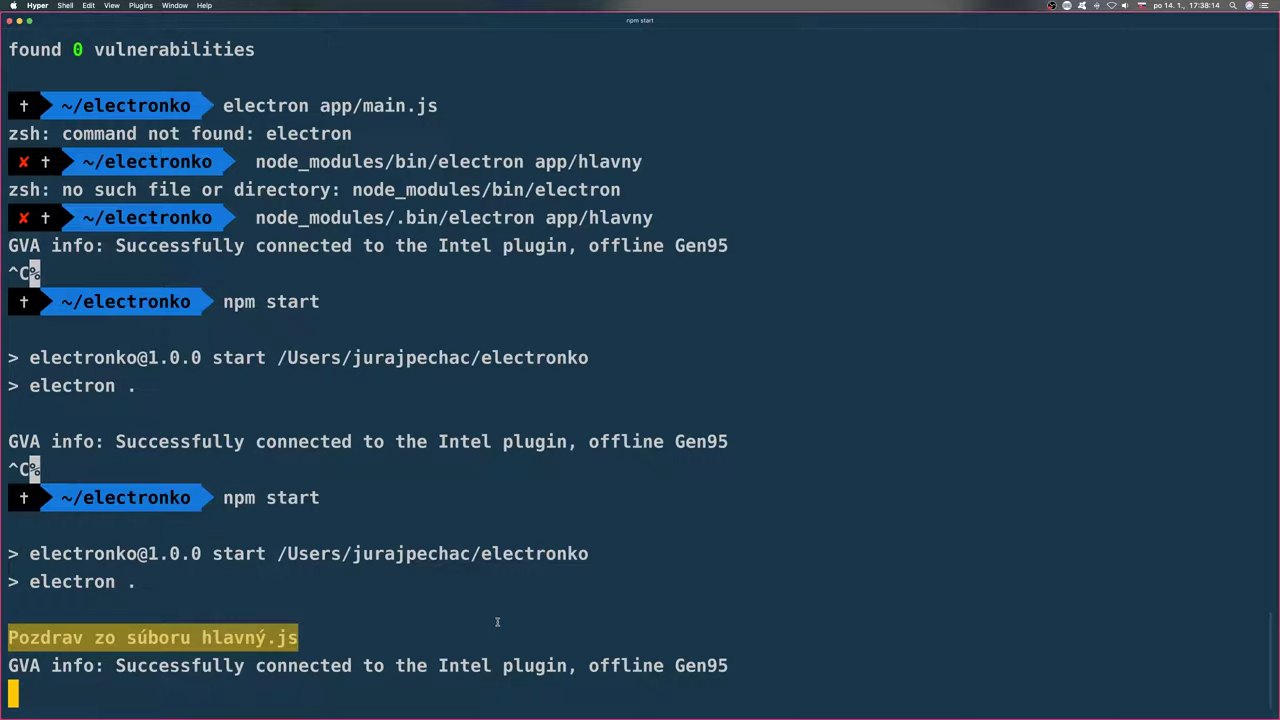 Hyper Shell Edit View Plugins Window Help po 14. 1., 17:38:14
npm start
found 0 vulnerabilities
† ~/electronko electron app/main.js
zsh: command not found: electron
✘ † ~/electronko node_modules/bin/electron app/hlavny
zsh: no such file or directory: node_modules/bin/electron
✘ † ~/electronko node_modules/.bin/electron app/hlavny
GVA info: Successfully connected to the Intel plugin, offline Gen95
^C%
† ~/electronko npm start
> electronko@1.0.0 start /Users/jurajpechac/electronko
> electron .
GVA info: Successfully connected to the Intel plugin, offline Gen95
^C%
† ~/electronko npm start
> electronko@1.0.0 start /Users/jurajpechac/electronko
> electron .
Pozdrav zo súboru hlavný.js
GVA info: Successfully connected to the Intel plugin, offline Gen95